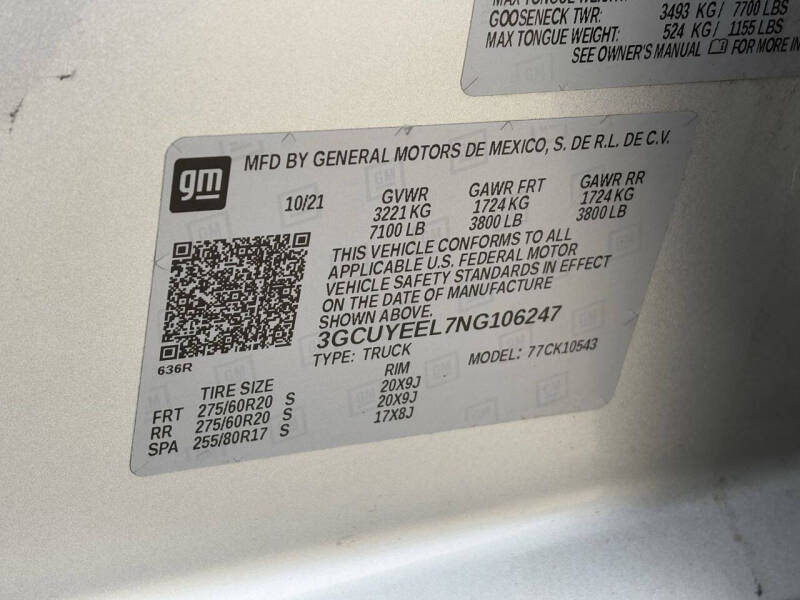 GOOSENECK TWR: 3493 KG/ 7700 LBS
MAX TONGUE WEIGHT: 524 KG/ 1155 LBS
SEE OWNER'S MANUAL FOR MORE IN
gm
MFD BY GENERAL MOTORS DE MEXICO, S. DE R.L. DE C.V.
10/21 GVWR GAWR FRT GAWR RR
3221 KG 1724 KG 1724 KG
7100 LB 3800 LB 3800 LB
THIS VEHICLE CONFORMS TO ALL
APPLICABLE U.S. FEDERAL MOTOR
VEHICLE SAFETY STANDARDS IN EFFECT
ON THE DATE OF MANUFACTURE
SHOWN ABOVE.
3GCUYEEL7NG106247
636R
TYPE: TRUCK MODEL: 77CK10543
TIRE SIZE RIM
FRT 275/60R20 S 20X9J
RR 275/60R20 S 20X9J
SPA 255/80R17 S 17X8J